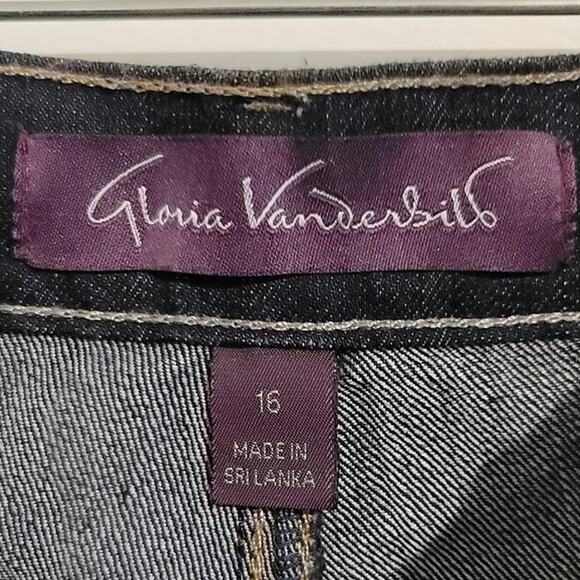 Gloria Vanderbilt
16
MADE IN
SRI LANKA